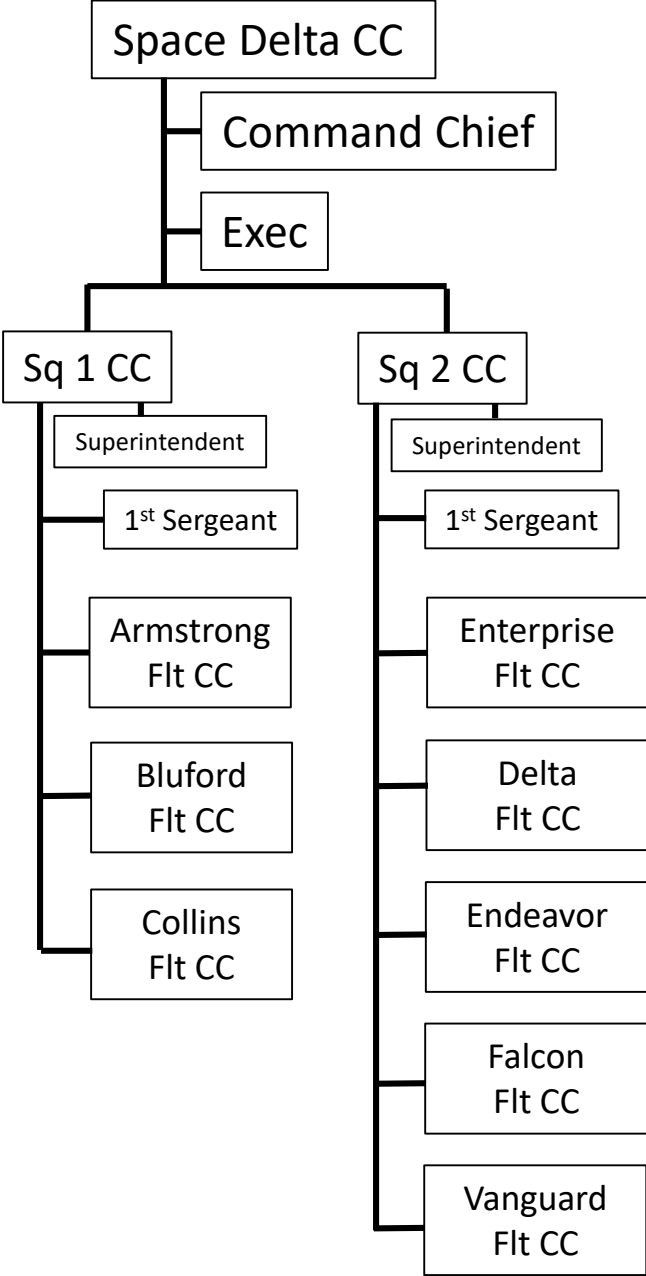 Space Delta CC
Command Chief
Exec
Sq 1 CC
Superintendent
1st Sergeant
Armstrong
Flt CC
Bluford
Flt CC
Collins
Flt CC
Sq 2 CC
Superintendent
1st Sergeant
Enterprise
Flt CC
Delta
Flt CC
Endeavor
Flt CC
Falcon
Flt CC
Vanguard
Flt CC